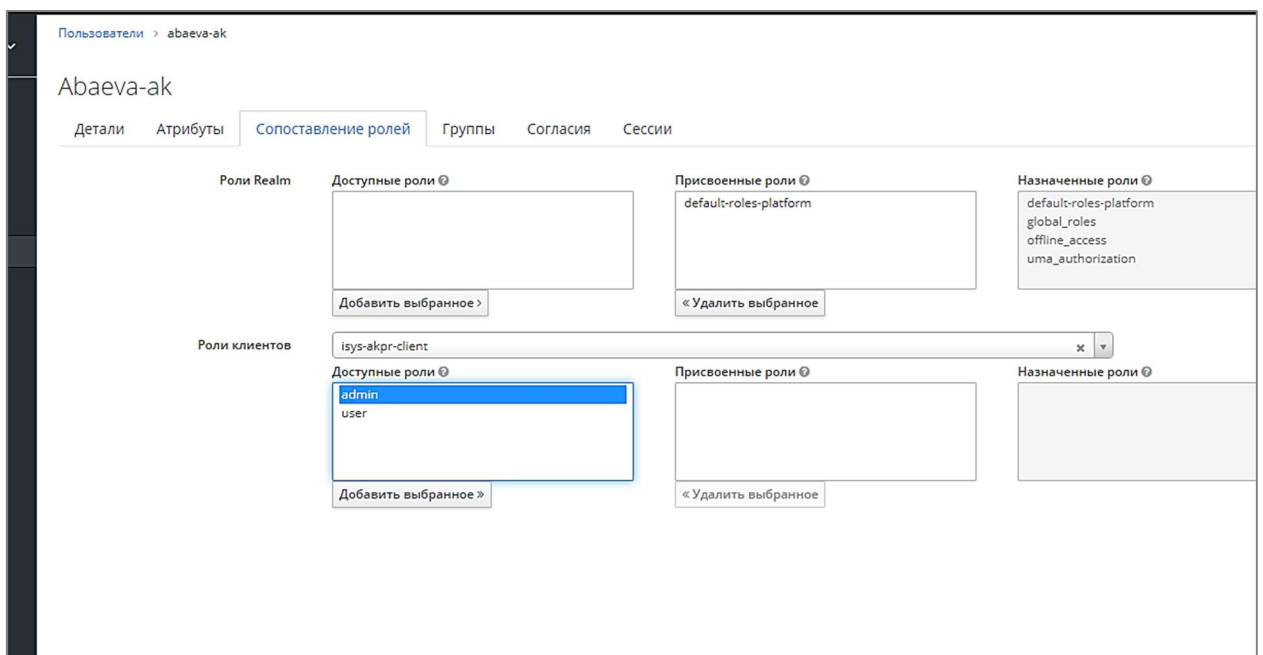 Пользователи > abaeva-ak
Abaeva-ak
Детали Атрибуты Сопоставление ролей Группы Согласия Сессии
Роли Realm Доступные роли Присвоенные роли Назначенные роли
default-roles-platform default-roles-platform
global_roles
offline_access
uma_authorization
Добавить выбранное > « Удалить выбранное
Роли клиентов isys-akpr-client
Доступные роли Присвоенные роли Назначенные роли
admin
user
Добавить выбранное » « Удалить выбранное